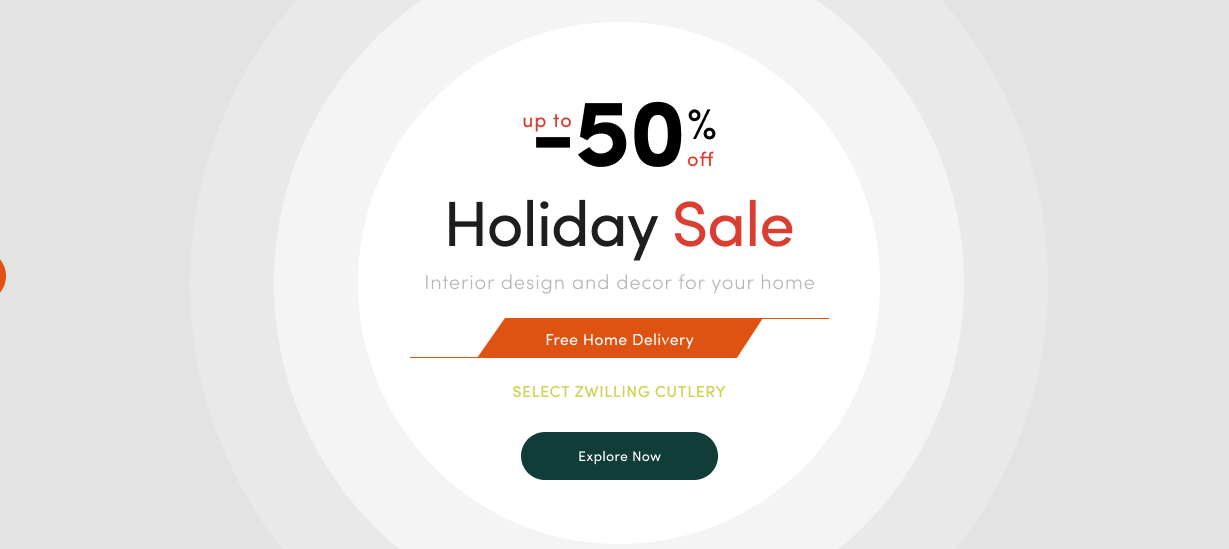 up to
-50%
off
Holiday Sale
Interior design and decor for your home
Free Home Delivery
SELECT ZWILLING CUTLERY
Explore Now